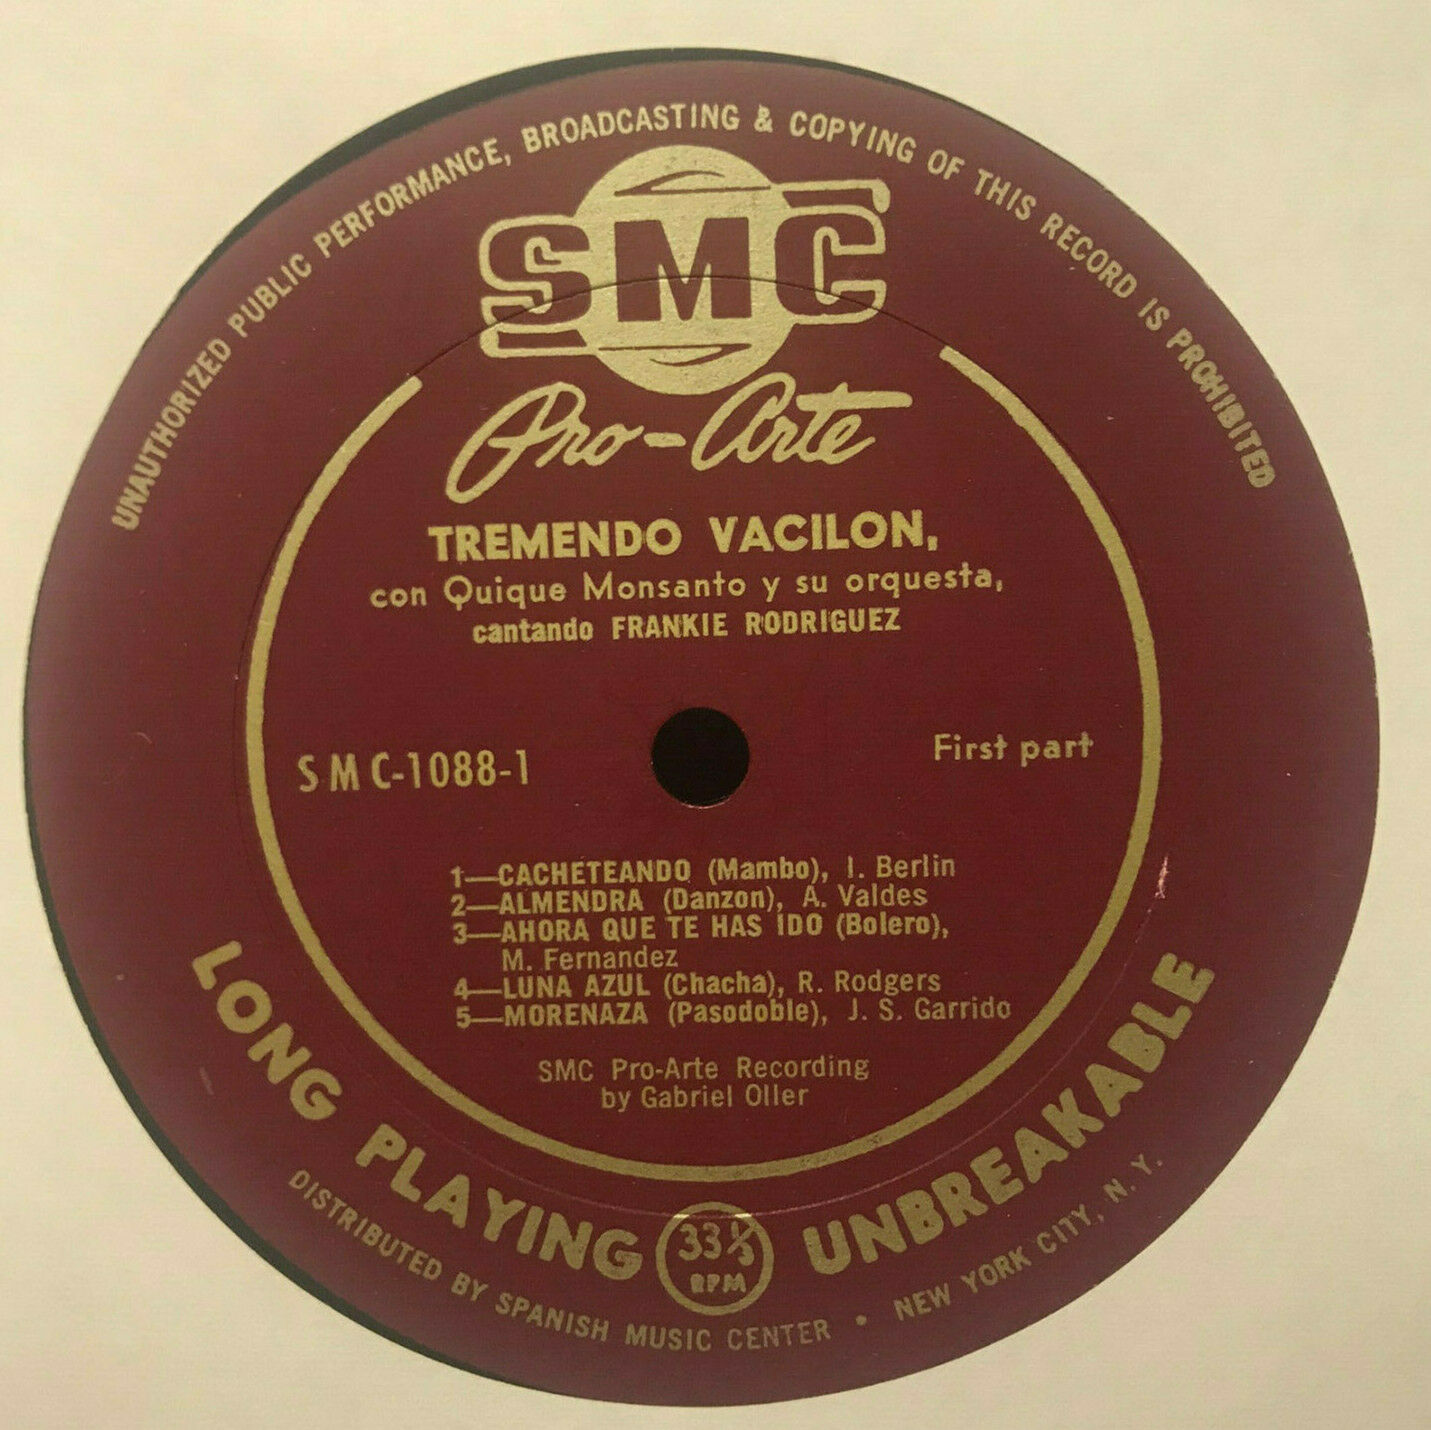 UNAUTHORIZED PUBLIC PERFORMANCE, BROADCASTING & COPYING OF THIS RECORD IS PROHIBITED
SMC
Pro-Arte
TREMENDO VACILON,
con Quique Monsanto y su orquesta,
cantando FRANKIE RODRIGUEZ
SMC-1088-1
First part
1—CACHETEANDO (Mambo), I. Berlin
2—ALMENDRA (Danzon), A. Valdes
3—AHORA QUE TE HAS IDO (Bolero),
M. Fernandez
4—LUNA AZUL (Chacha), R. Rodgers
5—MORENAZA (Pasodoble), J. S. Garrido
SMC Pro-Arte Recording
by Gabriel Oller
LONG PLAYING
33 1/3
RPM
UNBREAKABLE
DISTRIBUTED BY SPANISH MUSIC CENTER • NEW YORK CITY, N. Y.